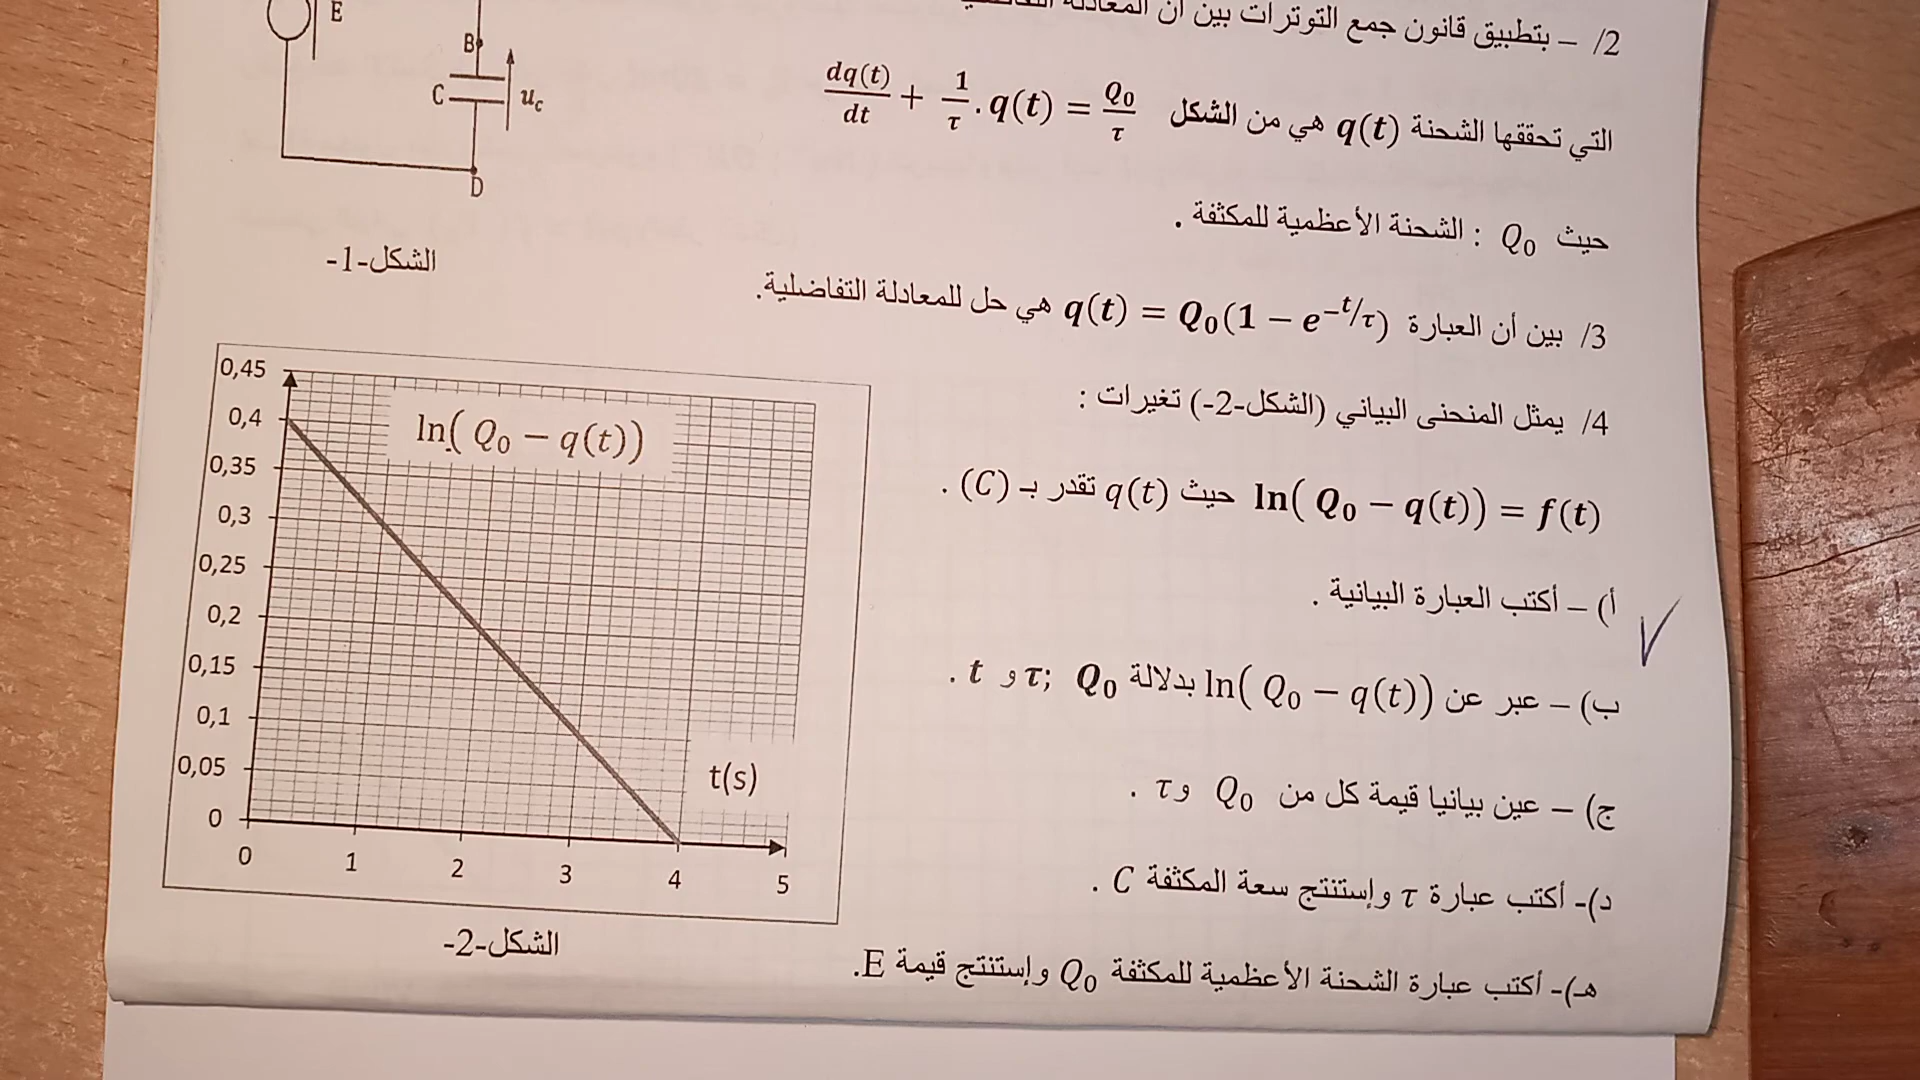 2/ – بتطبيق قانون جمع التوترات بين أن المعادلة
التي تحققها الشحنة q(t) هي من الشكل dq(t)/dt + 1/τ . q(t) = Q₀/τ
حيث Q₀ : الشحنة الأعظمية للمكثفة .
3/ بين أن العبارة q(t) = Q₀(1 − e^(−t/τ)) هي حل للمعادلة التفاضلية.
4/ يمثل المنحنى البياني (الشكل-2-) تغيرات :
ln( Q₀ − q(t)) = f(t) حيث q(t) تقدر بـ (C) .
أ) – أكتب العبارة البيانية .
ب) – عبر عن ln( Q₀ − q(t)) بدلالة Q₀ ;τ و t .
ج) – عين بيانيا قيمة كل من Q₀ و τ .
د)- أكتب عبارة τ وإستنتج سعة المكثفة C .
هـ)- أكتب عبارة الشحنة الأعظمية للمكثفة Q₀ وإستنتج قيمة E.
E
B
C
u_c
D
الشكل-1-
ln( Q₀ − q(t))
0,45
0,4
0,35
0,3
0,25
0,2
0,15
0,1
0,05
0
t(s)
0 1 2 3 4 5
الشكل-2-